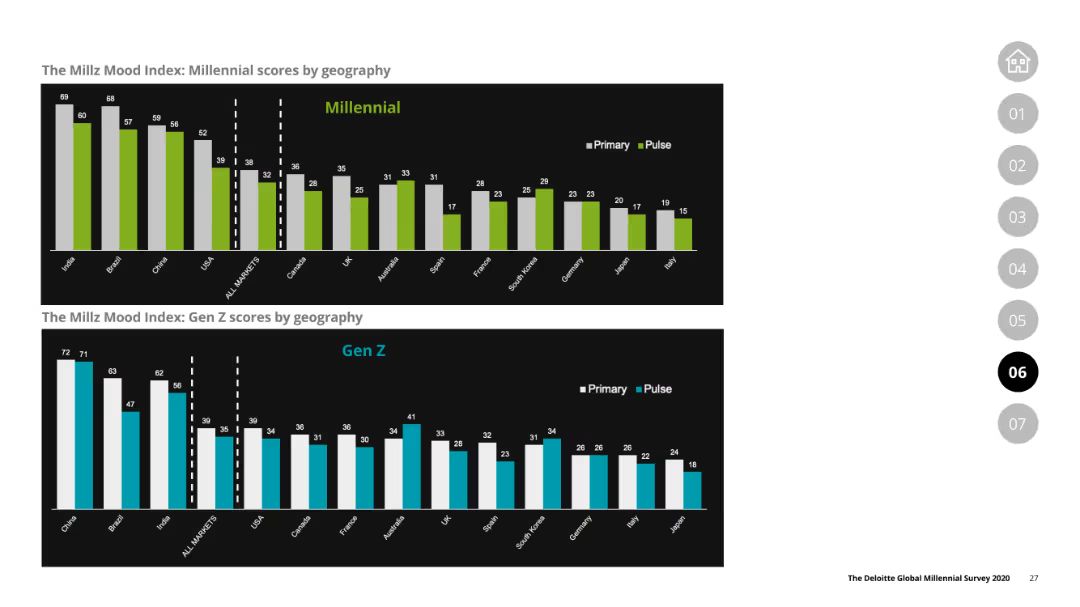 The Millz Mood Index: Millennial scores by geography
Millennial
Primary Pulse
69 60 68 57 59 56 52 39 38 32 36 28 35 25 31 33 31 17 28 23 25 29 23 23 20 17 19 15
India Brazil China USA ALL MARKETS Canada UK Australia Spain France South Korea Germany Japan Italy
The Millz Mood Index: Gen Z scores by geography
Gen Z
Primary Pulse
72 71 63 47 62 56 39 35 39 34 36 31 36 30 34 41 33 28 32 23 31 34 26 26 26 22 24 18
China Brazil India ALL MARKETS USA Canada France Australia UK Spain South Korea Germany Italy Japan
01
02
03
04
05
06
07
The Deloitte Global Millennial Survey 2020 27